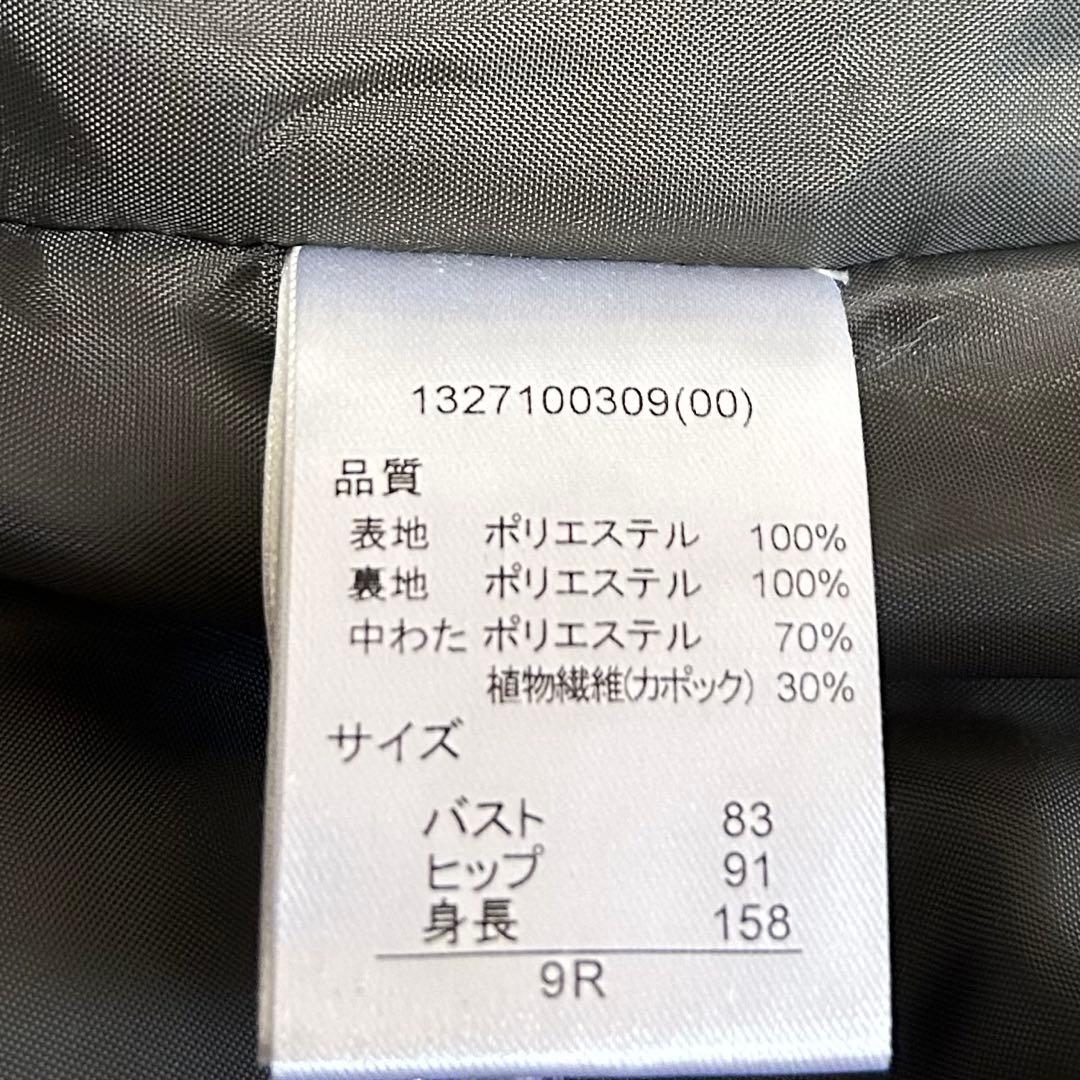 1327100309(00)
品質
表地 ポリエステル 100%
裏地 ポリエステル 100%
中わた ポリエステル 70%
植物繊維(カポック) 30%
サイズ
バスト 83
ヒップ 91
身長 158
9R